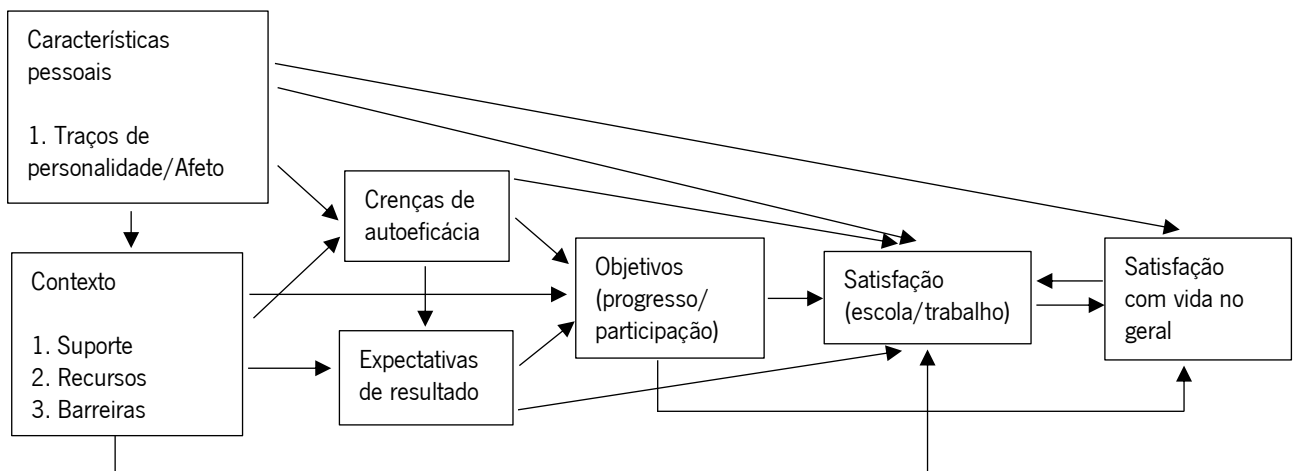 Características
pessoais
1. Traços de
personalidade/Afeto
Crenças de
autoeficácia
Contexto
1. Suporte
2. Recursos
3. Barreiras
Expectativas
de resultado
Objetivos
(progresso/
participação)
Satisfação
(escola/trabalho)
Satisfação
com vida no
geral